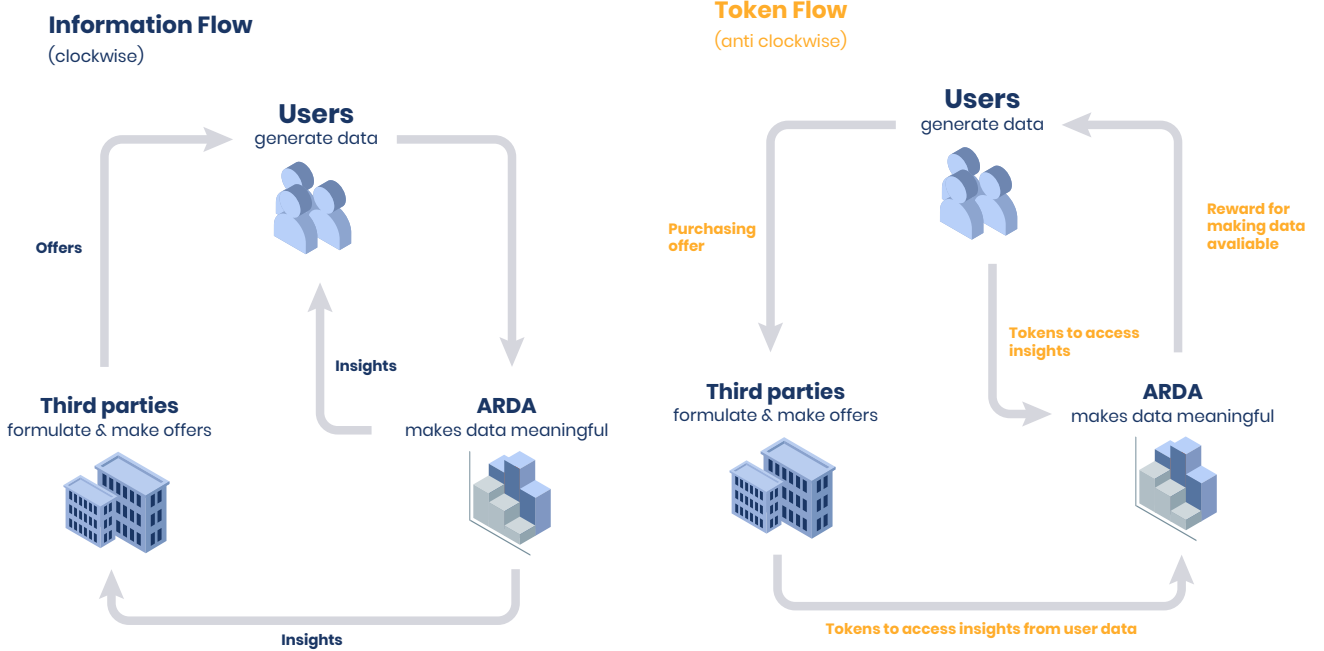 Information Flow
(clockwise)
Users
generate data
Offers
Insights
Third parties
formulate & make offers
ARDA
makes data meaningful
Insights
Token Flow
(anti clockwise)
Users
generate data
Purchasing
offer
Reward for
making data
avaliable
Tokens to access
insights
Third parties
formulate & make offers
ARDA
makes data meaningful
Tokens to access insights from user data